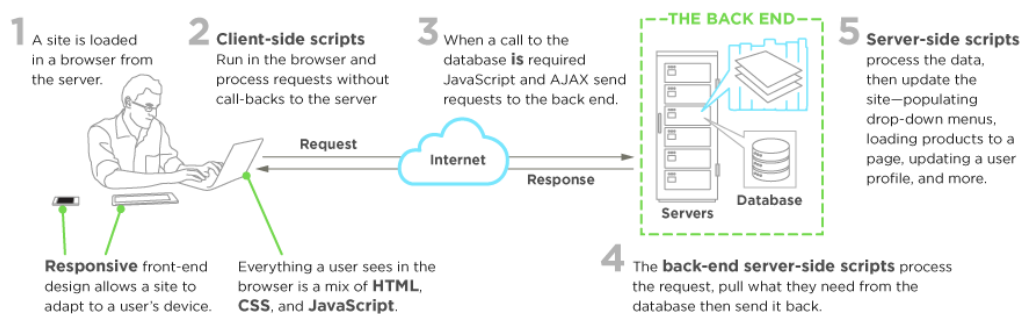 1 A site is loaded
in a browser from
the server.
2 Client-side scripts
Run in the browser and
process requests without
call-backs to the server
3 When a call to the
database is required
JavaScript and AJAX send
requests to the back end.
THE BACK END
5 Server-side scripts
process the data,
then update the
site—populating
drop-down menus,
loading products to a
page, updating a user
profile, and more.
Request
Internet
Response
Servers
Database
Responsive front-end
design allows a site to
adapt to a user's device.
Everything a user sees in the
browser is a mix of HTML,
CSS, and JavaScript.
4 The back-end server-side scripts process
the request, pull what they need from the
database then send it back.